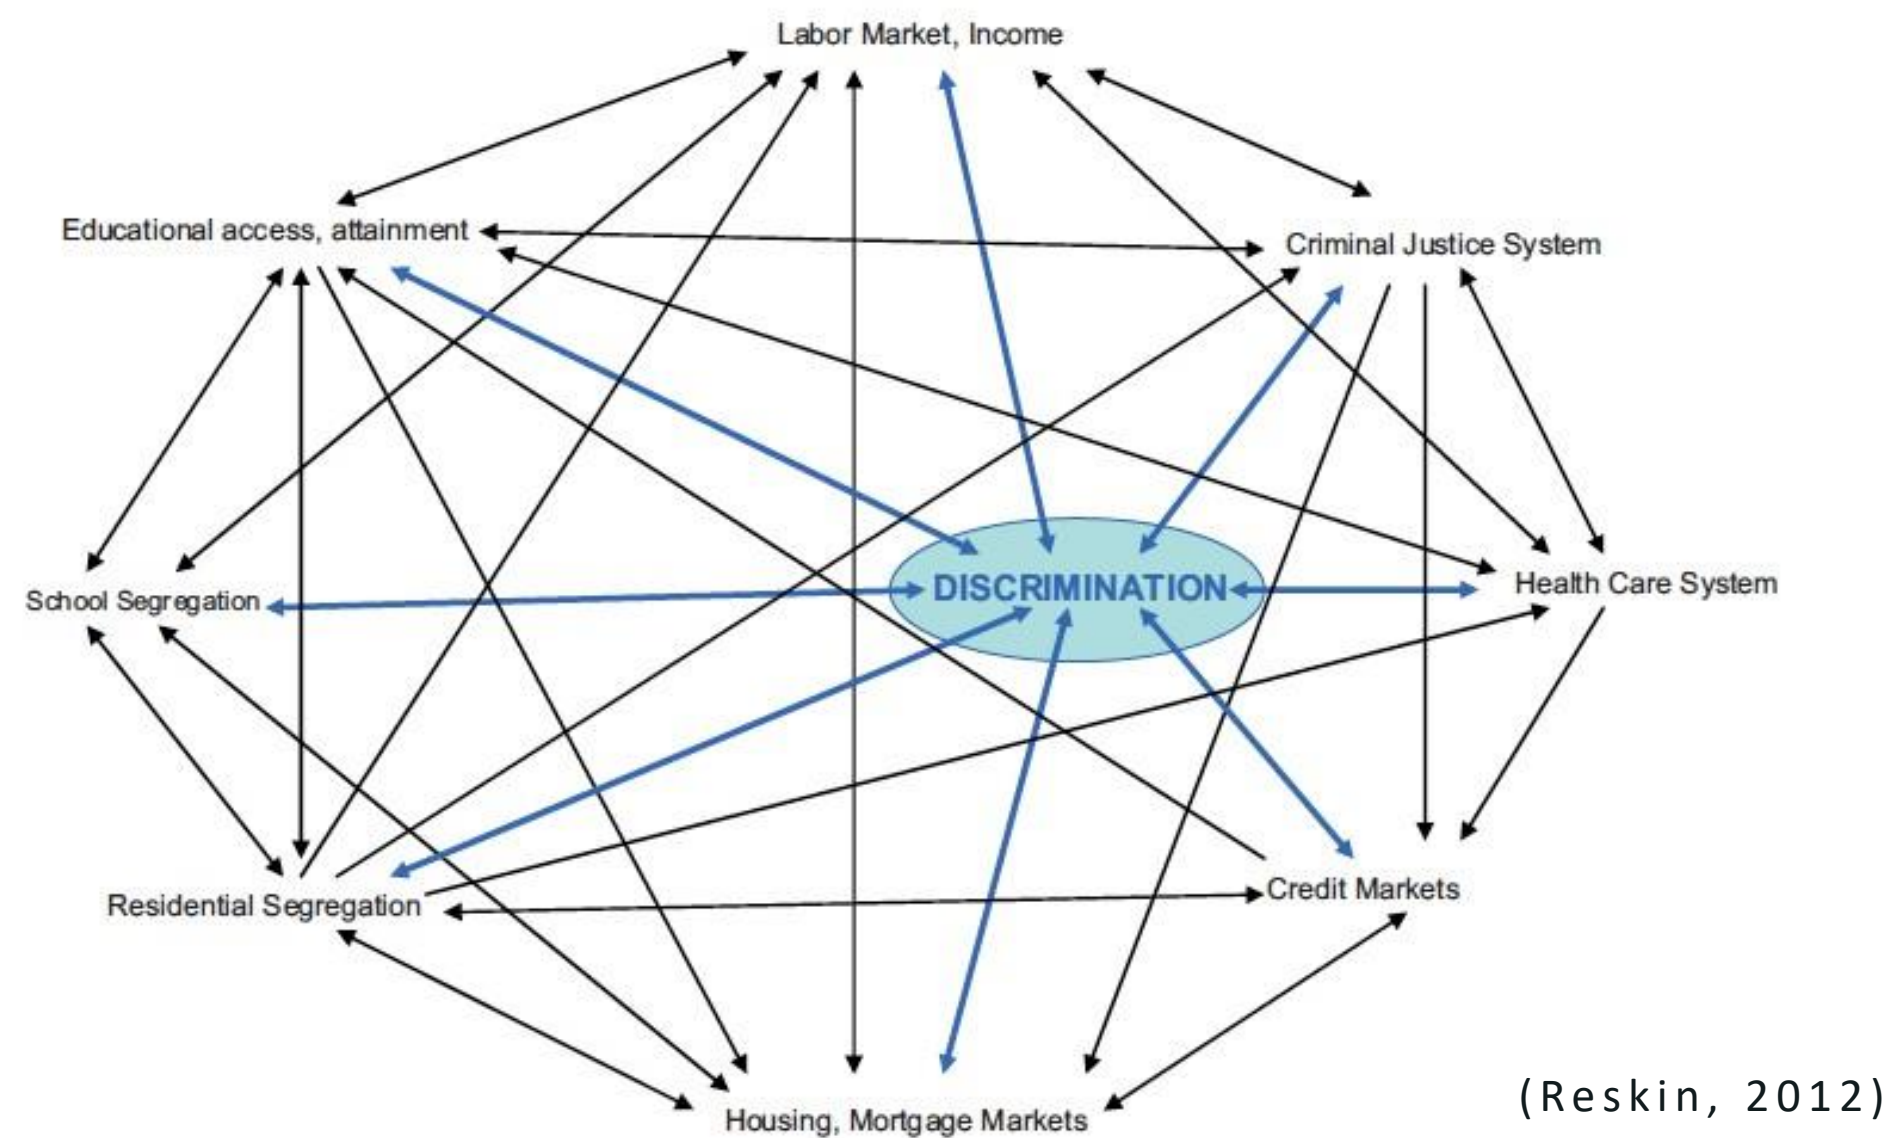 Labor Market, Income
Educational access, attainment
Criminal Justice System
School Segregation
DISCRIMINATION
Health Care System
Residential Segregation
Credit Markets
Housing, Mortgage Markets
(Reskin, 2012)